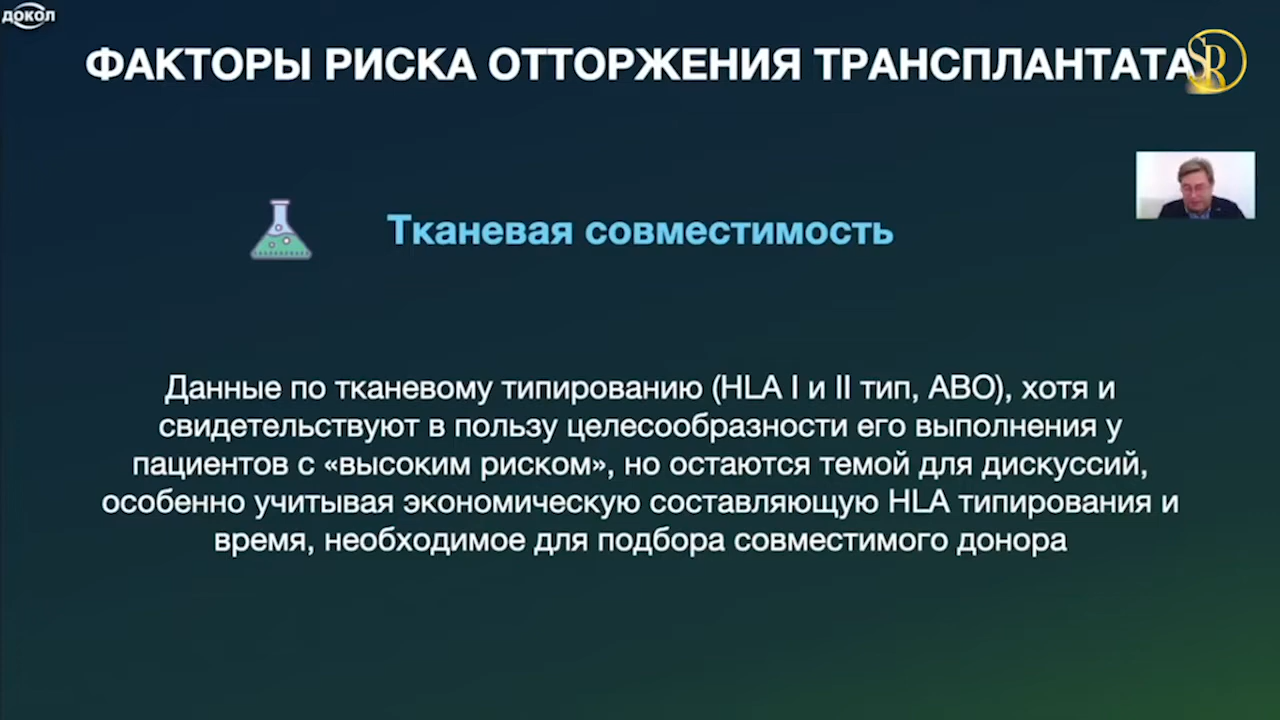 ДОКОЛ
ФАКТОРЫ РИСКА ОТТОРЖЕНИЯ ТРАНСПЛАНТАТА
SR
Тканевая совместимость
Данные по тканевому типированию (HLA I и II тип, ABO), хотя и
свидетельствуют в пользу целесообразности его выполнения у
пациентов с «высоким риском», но остаются темой для дискуссий,
особенно учитывая экономическую составляющую HLA типирования и
время, необходимое для подбора совместимого донора